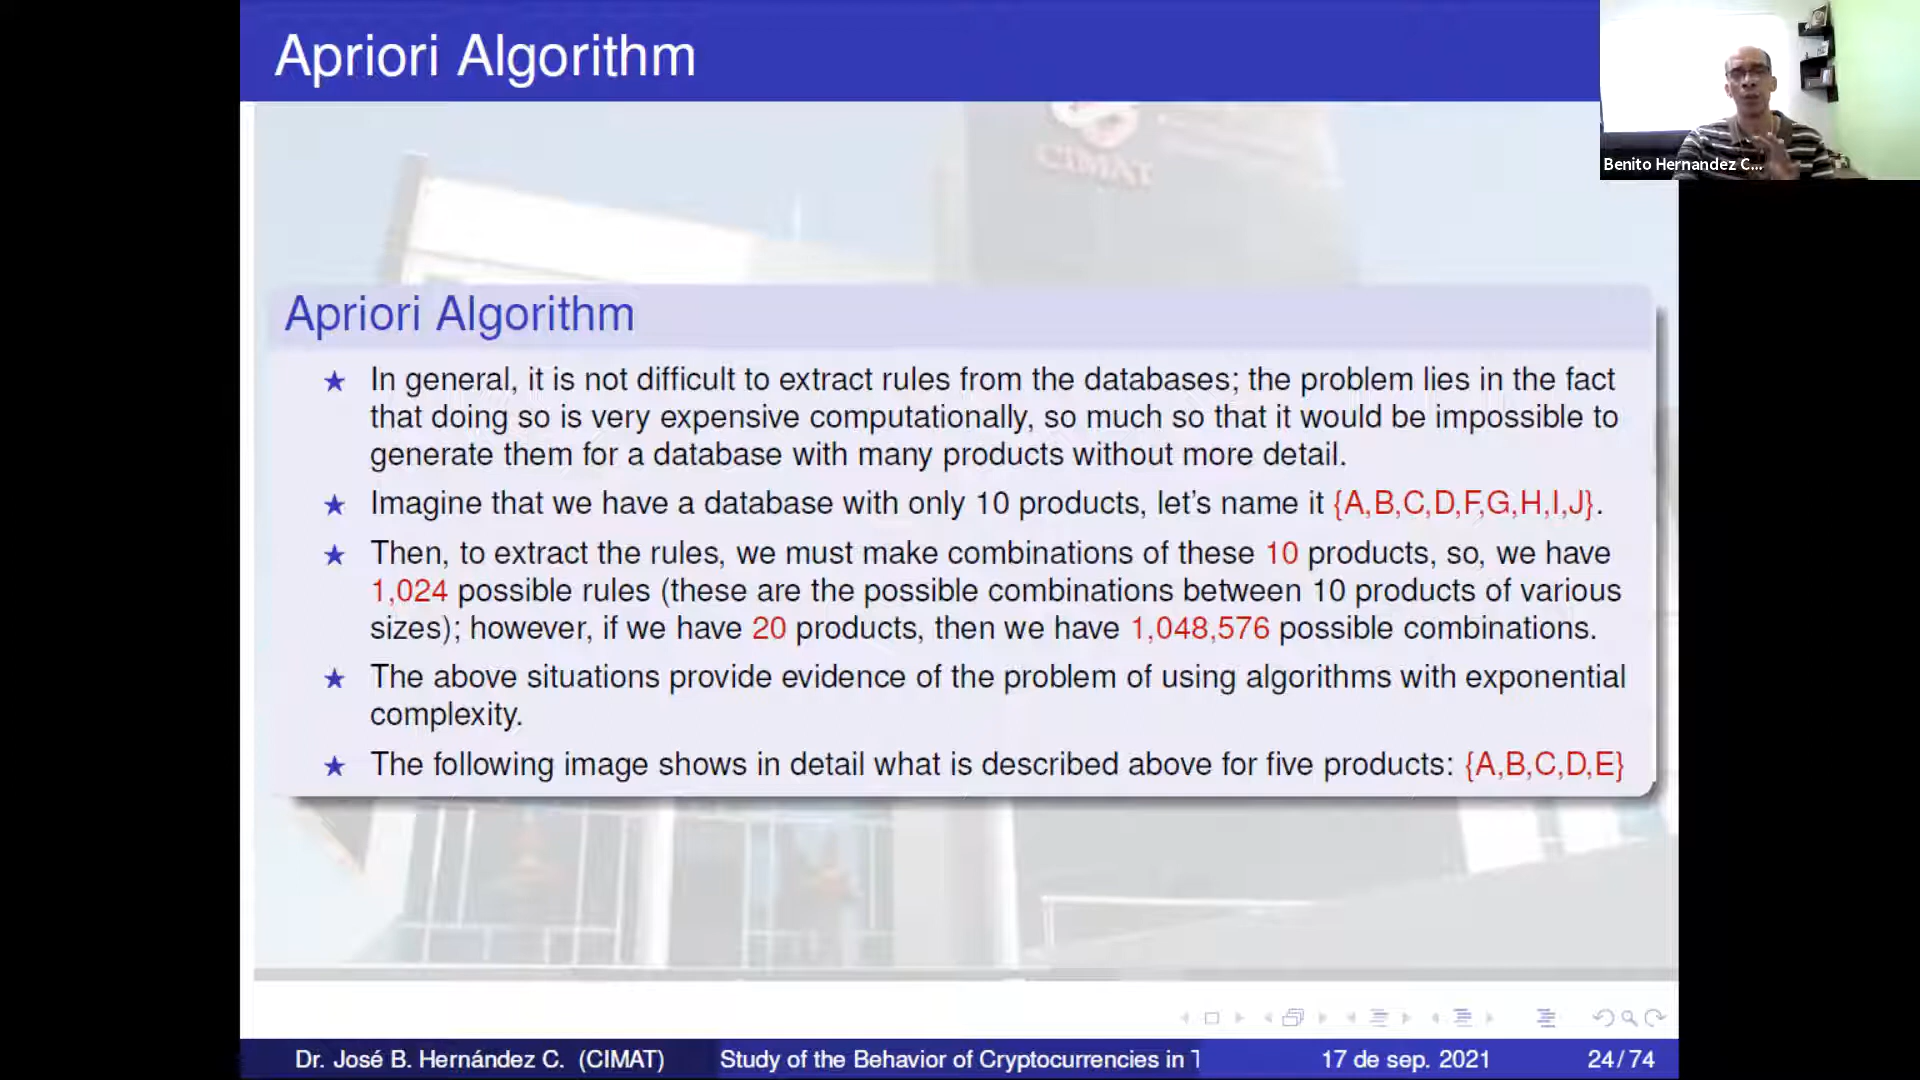 Apriori Algorithm
CIMAT
Benito Hernandez C...
Apriori Algorithm
★ In general, it is not difficult to extract rules from the databases; the problem lies in the fact
that doing so is very expensive computationally, so much so that it would be impossible to
generate them for a database with many products without more detail.
★ Imagine that we have a database with only 10 products, let's name it {A,B,C,D,F,G,H,I,J}.
★ Then, to extract the rules, we must make combinations of these 10 products, so, we have
1,024 possible rules (these are the possible combinations between 10 products of various
sizes); however, if we have 20 products, then we have 1,048,576 possible combinations.
★ The above situations provide evidence of the problem of using algorithms with exponential
complexity.
★ The following image shows in detail what is described above for five products: {A,B,C,D,E}
Dr. José B. Hernández C. (CIMAT) Study of the Behavior of Cryptocurrencies in 17 de sep. 2021 24/74